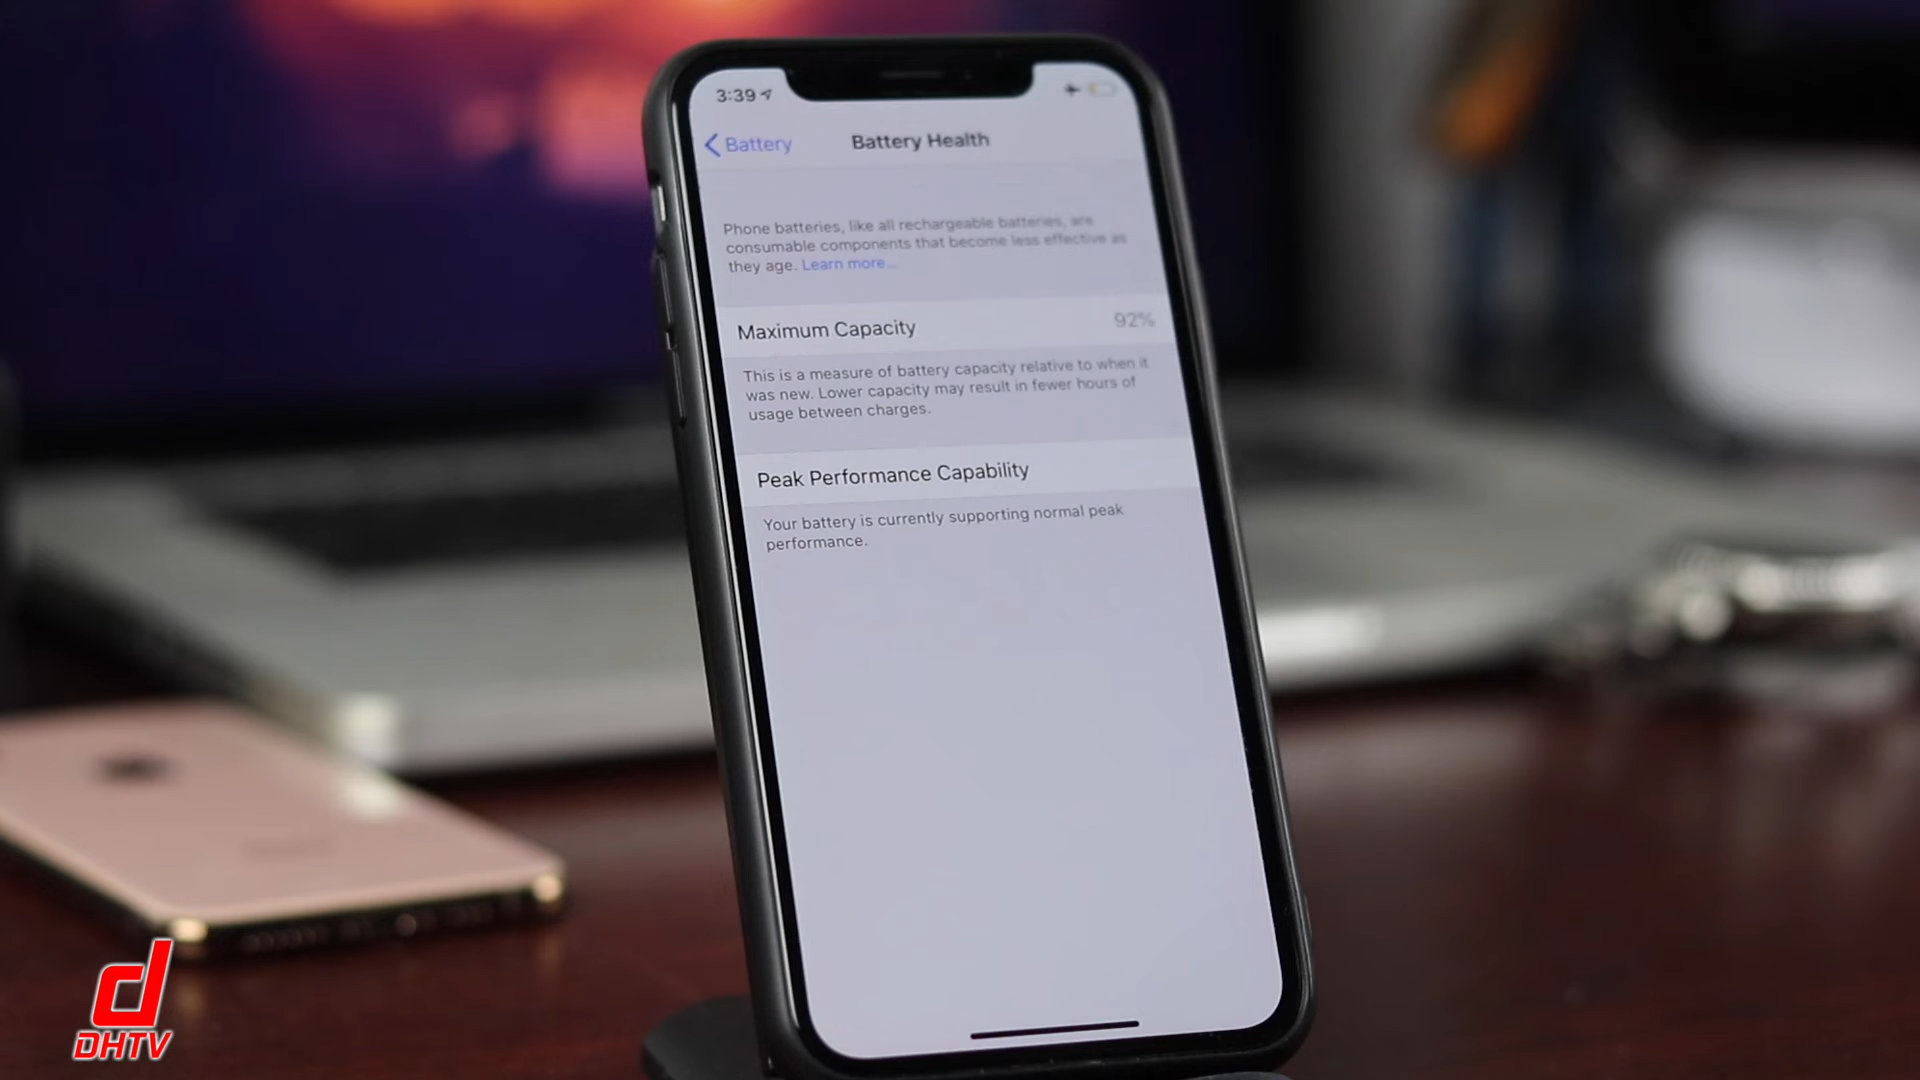 3:39
Battery
Battery Health
Phone batteries, like all rechargeable batteries, are
consumable components that become less effective as
they age. Learn more...
Maximum Capacity 92%
This is a measure of battery capacity relative to when it
was new. Lower capacity may result in fewer hours of
usage between charges.
Peak Performance Capability
Your battery is currently supporting normal peak
performance.
d
DHTV